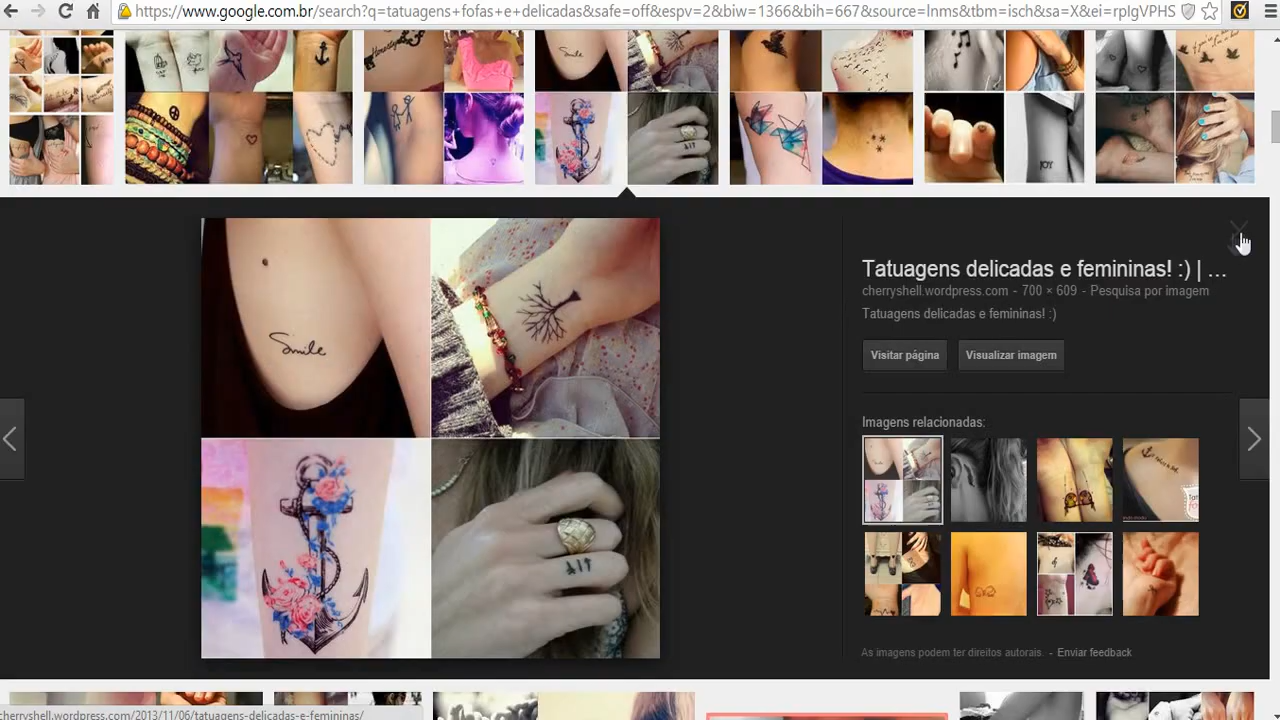 https://www.google.com.br/search?q=tatuagens+fofas+e+delicadas&safe=off&espv=2&biw=1366&bih=667&source=lnms&tbm=isch&sa=X&ei=rpIgVPHS
JOY
Tatuagens delicadas e femininas! :) | ...
cherryshell.wordpress.com - 700 × 609 - Pesquisa por imagem
Tatuagens delicadas e femininas! :)
Visitar página
Visualizar imagem
Smile
Imagens relacionadas:
As imagens podem ter direitos autorais. - Enviar feedback
cherryshell.wordpress.com/2013/11/06/tatuagens-delicadas-e-femininas/